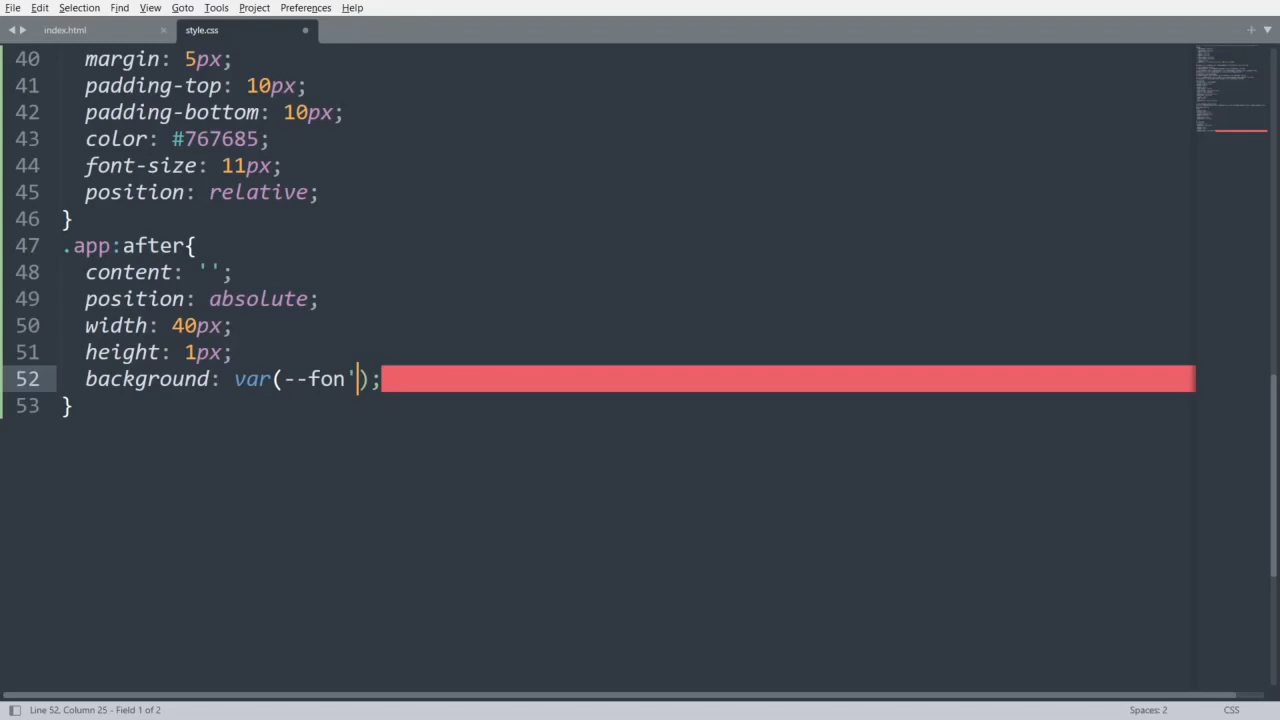 File Edit Selection Find View Goto Tools Project Preferences Help
index.html × style.css
40 margin: 5px;
41 padding-top: 10px;
42 padding-bottom: 10px;
43 color: #767685;
44 font-size: 11px;
45 position: relative;
46 }
47 .app:after{
48 content: '';
49 position: absolute;
50 width: 40px;
51 height: 1px;
52 background: var(--fon');
53 }
Line 52, Column 25 - Field 1 of 2 Spaces: 2 CSS